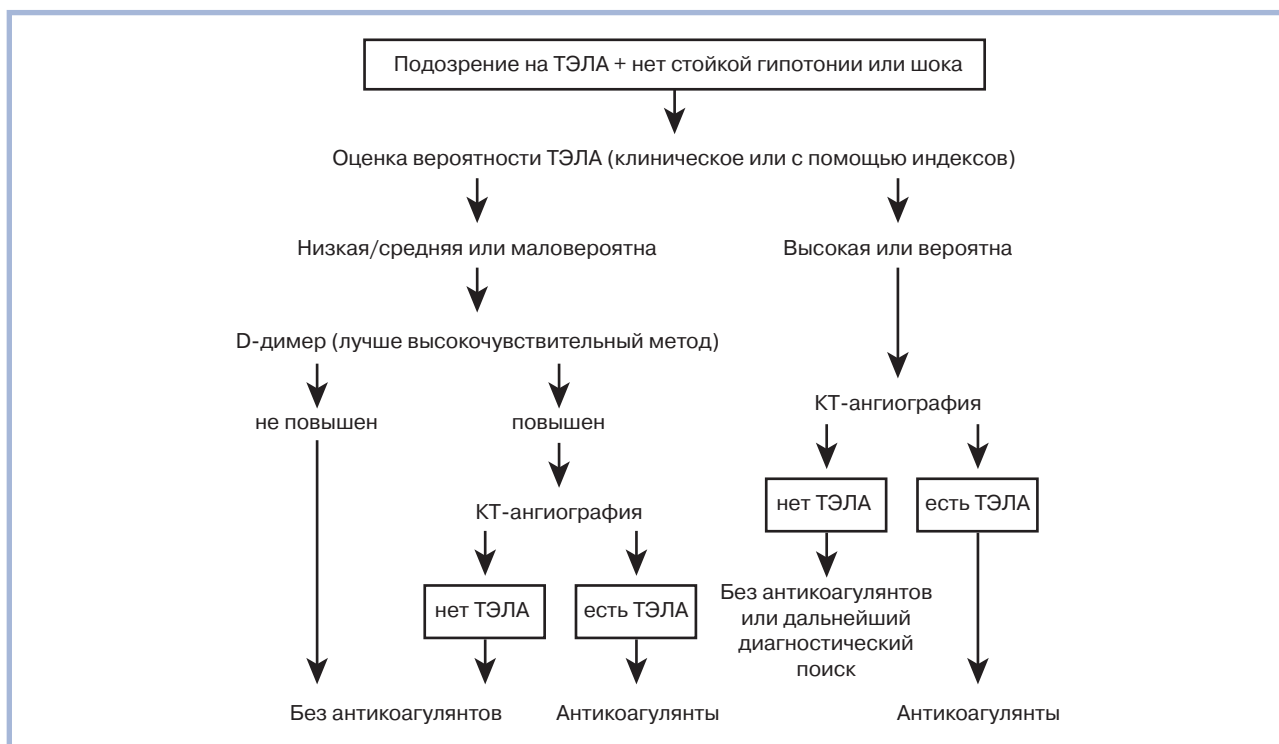 Подозрение на ТЭЛА + нет стойкой гипотонии или шока
Оценка вероятности ТЭЛА (клиническое или с помощью индексов)
Низкая/средняя или маловероятна
Высокая или вероятна
D-димер (лучше высокочувствительный метод)
не повышен
повышен
КТ-ангиография
нет ТЭЛА
есть ТЭЛА
КТ-ангиография
нет ТЭЛА
есть ТЭЛА
Без антикоагулянтов
или дальнейший
диагностический
поиск
Без антикоагулянтов
Антикоагулянты
Антикоагулянты